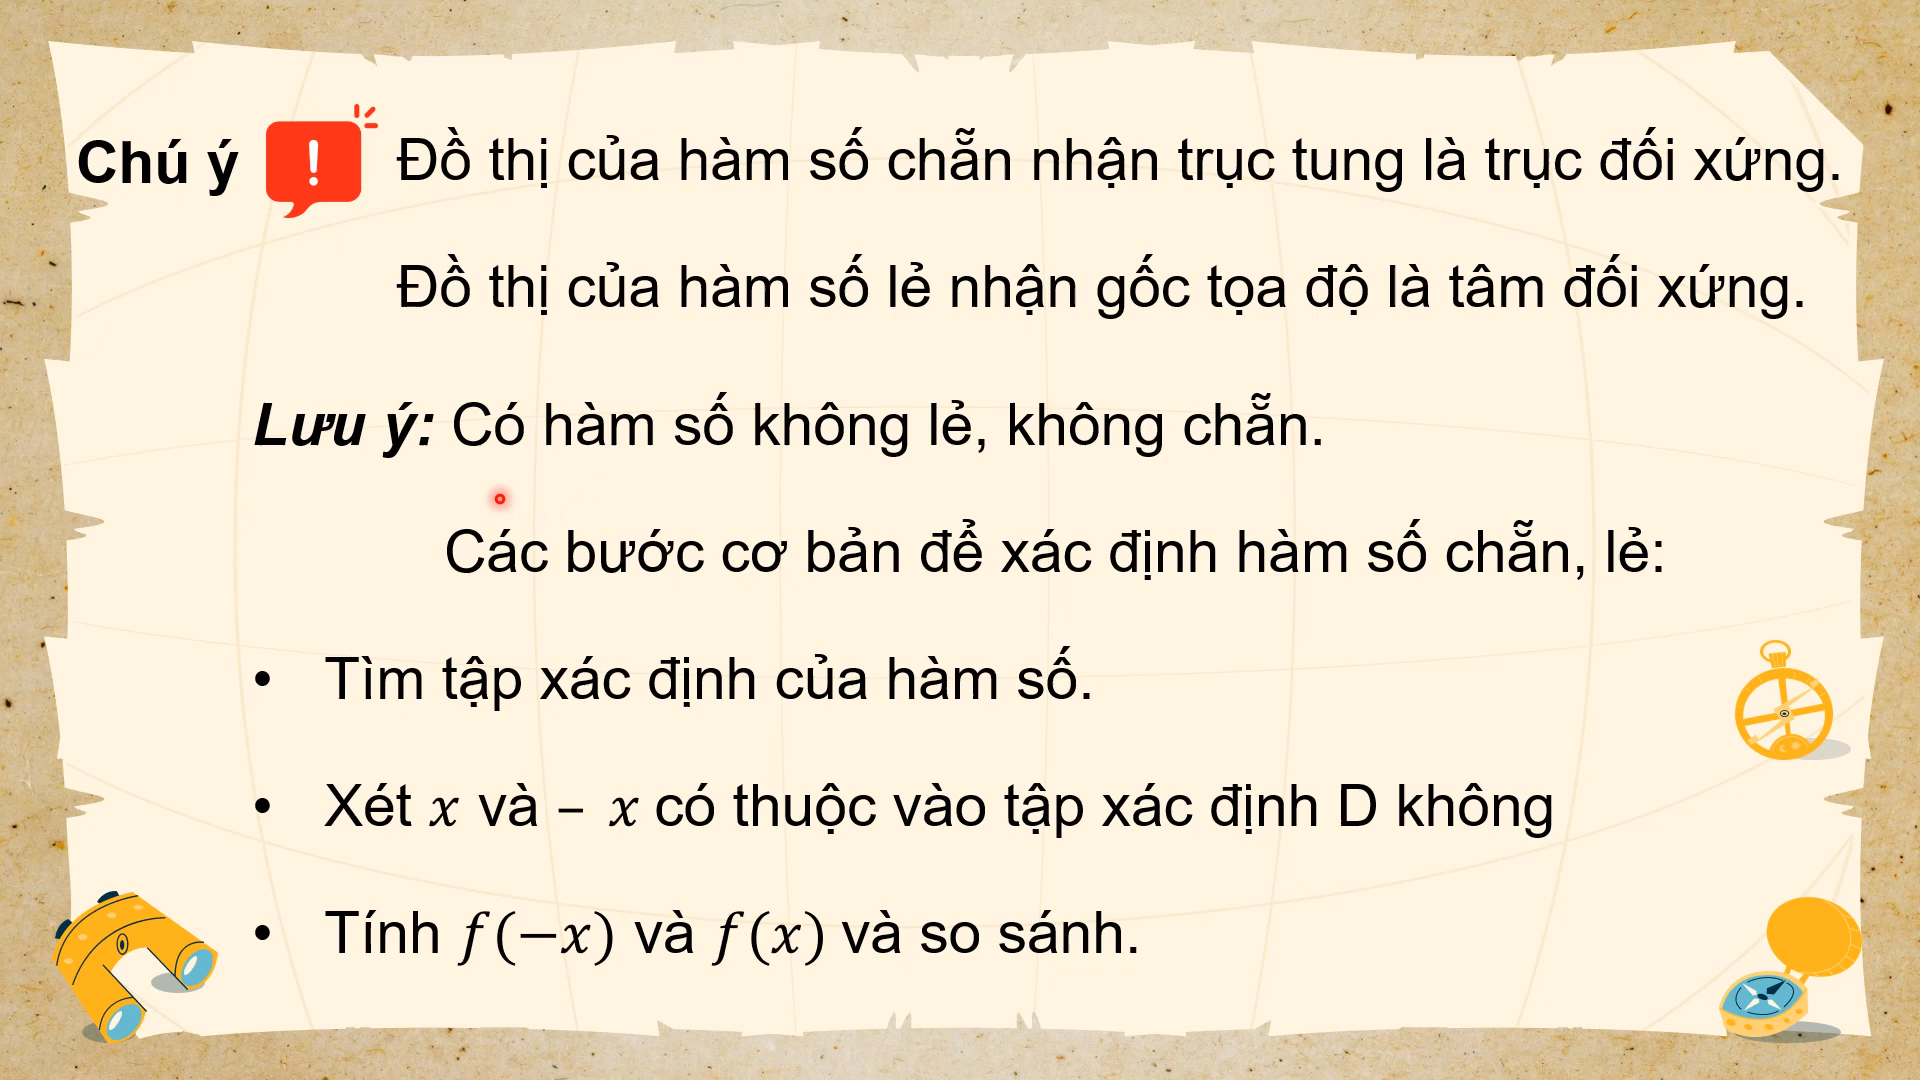 Chú ý ! Đồ thị của hàm số chẵn nhận trục tung là trục đối xứng.
Đồ thị của hàm số lẻ nhận gốc tọa độ là tâm đối xứng.
Lưu ý: Có hàm số không lẻ, không chẵn.
Các bước cơ bản để xác định hàm số chẵn, lẻ:
• Tìm tập xác định của hàm số.
• Xét 𝑥 và – 𝑥 có thuộc vào tập xác định D không
• Tính 𝑓(−𝑥) và 𝑓(𝑥) và so sánh.